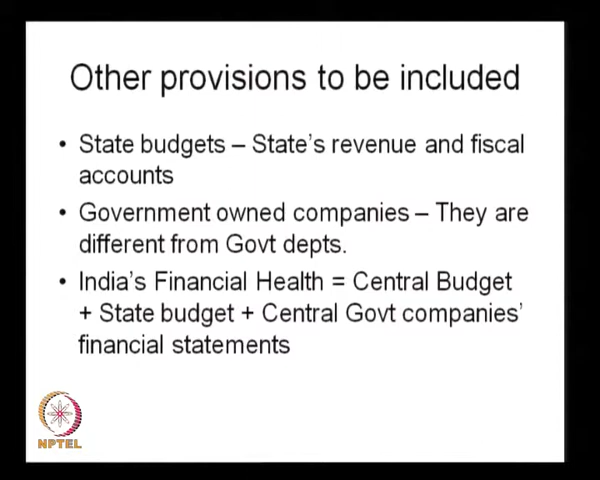 Other provisions to be included
• State budgets – State's revenue and fiscal
accounts
• Government owned companies – They are
different from Govt depts.
• India's Financial Health = Central Budget
+ State budget + Central Govt companies'
financial statements
NPTEL